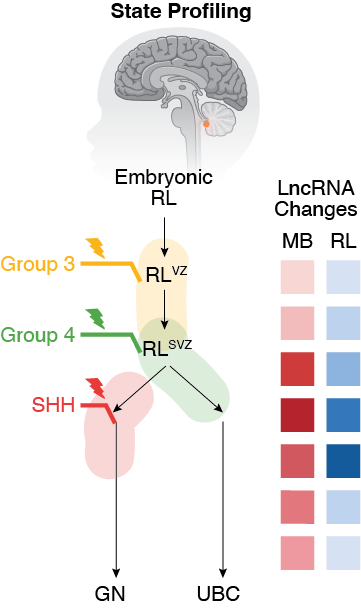 State Profiling
Embryonic
RL
LncRNA
Changes
MB RL
Group 3
RLVZ
Group 4
RLSVZ
SHH
GN
UBC